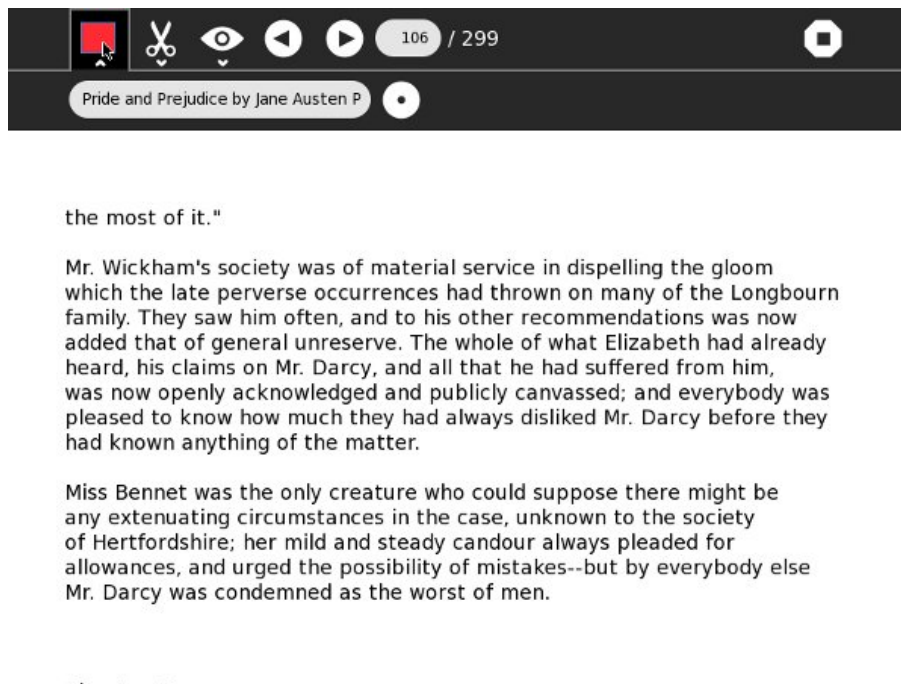 106 / 299
Pride and Prejudice by Jane Austen P
the most of it."
Mr. Wickham's society was of material service in dispelling the gloom
which the late perverse occurrences had thrown on many of the Longbourn
family. They saw him often, and to his other recommendations was now
added that of general unreserve. The whole of what Elizabeth had already
heard, his claims on Mr. Darcy, and all that he had suffered from him,
was now openly acknowledged and publicly canvassed; and everybody was
pleased to know how much they had always disliked Mr. Darcy before they
had known anything of the matter.
Miss Bennet was the only creature who could suppose there might be
any extenuating circumstances in the case, unknown to the society
of Hertfordshire; her mild and steady candour always pleaded for
allowances, and urged the possibility of mistakes--but by everybody else
Mr. Darcy was condemned as the worst of men.